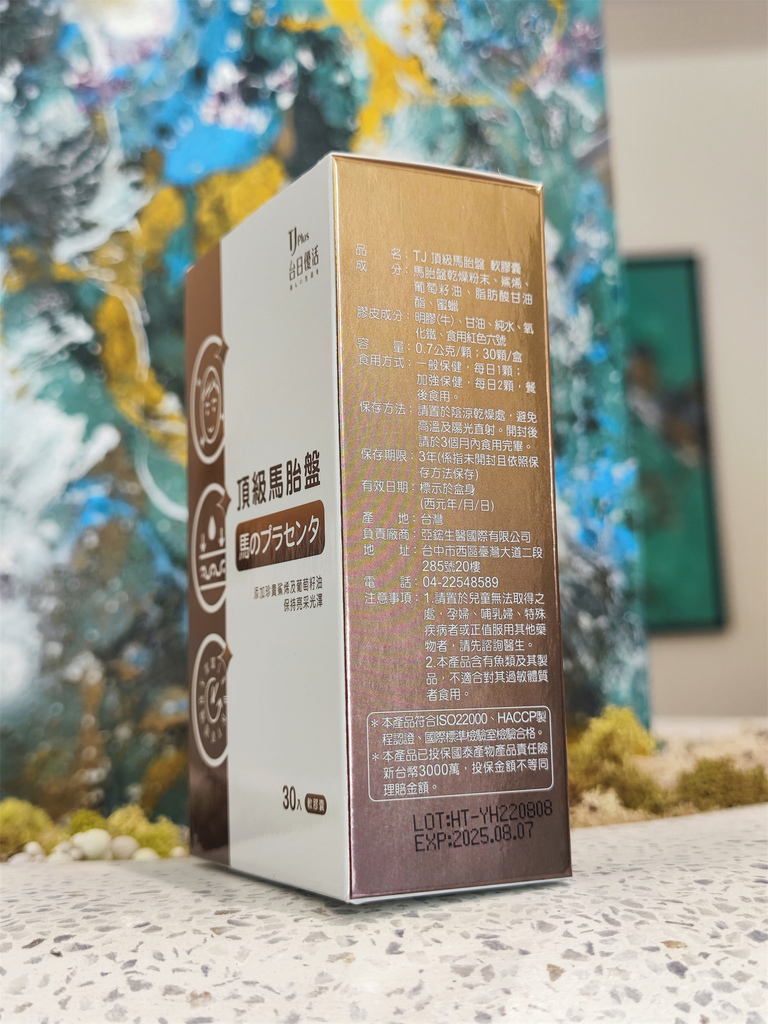 TJ Plus
台日優活
頂級馬胎盤
馬のプラセンタ
添加珍貴鯊烯及葡萄籽油
保持亮采光澤
30入 軟膠囊
品　　名：TJ 頂級馬胎盤 軟膠囊
成　　分：馬胎盤乾燥粉末、鯊烯、
葡萄籽油、脂肪酸甘油
酯、蜜蠟
膠皮成分：明膠(牛)、甘油、純水、氧
化鐵、食用紅色六號
容　　量：0.7公克/顆；30顆/盒
食用方式：一般保健，每日1顆；
加強保健，每日2顆，餐
後食用。
保存方法：請置於陰涼乾燥處，避免
高溫及陽光直射。開封後
請於3個月內食用完畢。
保存期限：3年(係指未開封且依照保
存方法保存)
有效日期：標示於盒身
(西元年/月/日)
產　　地：台灣
負責廠商：亞鋐生醫國際有限公司
地　　址：台中市西區臺灣大道二段
285號20樓
電　　話：04-22548589
注意事項：1.請置於兒童無法取得之
處，孕婦、哺乳婦、特殊
疾病者或正值服用其他藥
物者，請先諮詢醫生。
2.本產品含有魚類及其製
品，不適合對其過敏體質
者食用。
＊本產品符合ISO22000、HACCP製
程認證、國際標準檢驗室檢驗合格。
＊本產品已投保國泰產物產品責任險
新台幣3000萬，投保金額不等同
理賠金額。
LOT:HT-YH220808
EXP:2025.08.07